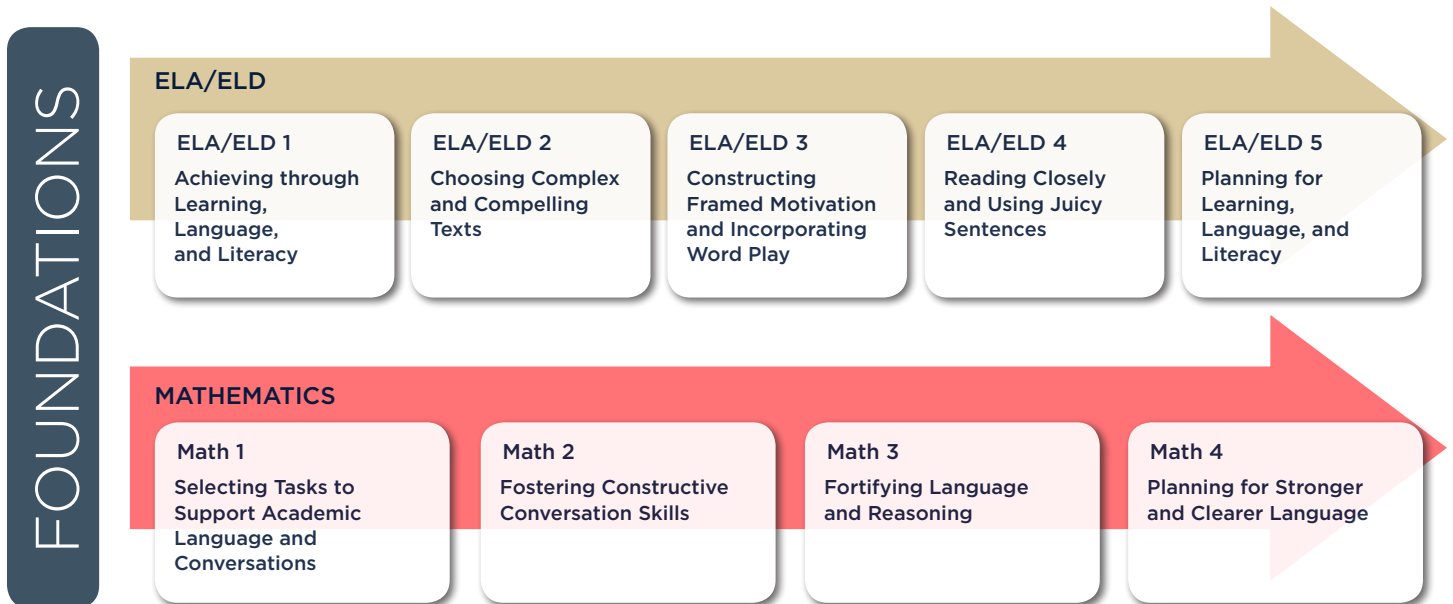 FOUNDATIONS
ELA/ELD
ELA/ELD 1
Achieving through
Learning,
Language,
and Literacy
ELA/ELD 2
Choosing Complex
and Compelling
Texts
ELA/ELD 3
Constructing
Framed Motivation
and Incorporating
Word Play
ELA/ELD 4
Reading Closely
and Using Juicy
Sentences
ELA/ELD 5
Planning for
Learning,
Language, and
Literacy
MATHEMATICS
Math 1
Selecting Tasks to
Support Academic
Language and
Conversations
Math 2
Fostering Constructive
Conversation Skills
Math 3
Fortifying Language
and Reasoning
Math 4
Planning for Stronger
and Clearer Language